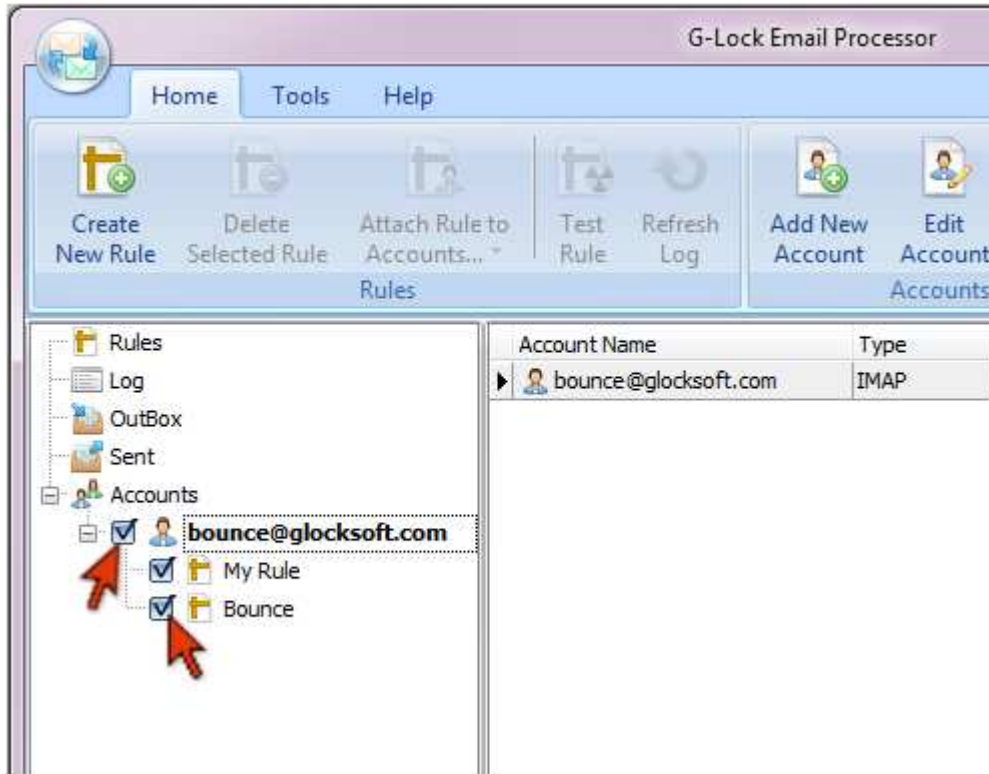 G-Lock Email Processor
Home Tools Help
Create New Rule
Delete Selected Rule
Attach Rule to Accounts...
Test Rule
Refresh Log
Add New Account
Edit Account
Rules
Accounts
Rules
Log
OutBox
Sent
Accounts
bounce@glocksoft.com
My Rule
Bounce
Account Name Type
bounce@glocksoft.com IMAP